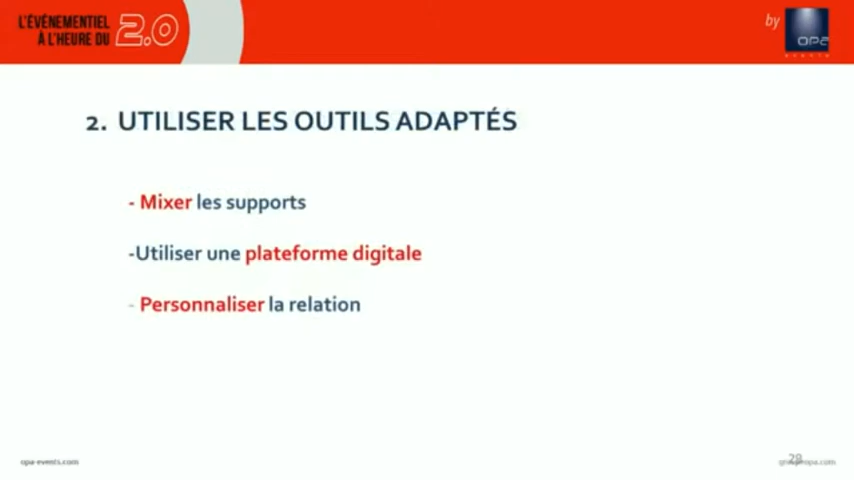 L'ÉVÉNEMENTIEL
À L'HEURE DU 2.0
by opa
events
2. UTILISER LES OUTILS ADAPTÉS
- Mixer les supports
-Utiliser une plateforme digitale
- Personnaliser la relation
opa-events.com